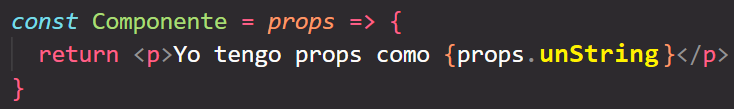 const Componente = props => {
return <p>Yo tengo props como {props.unString}</p>
}